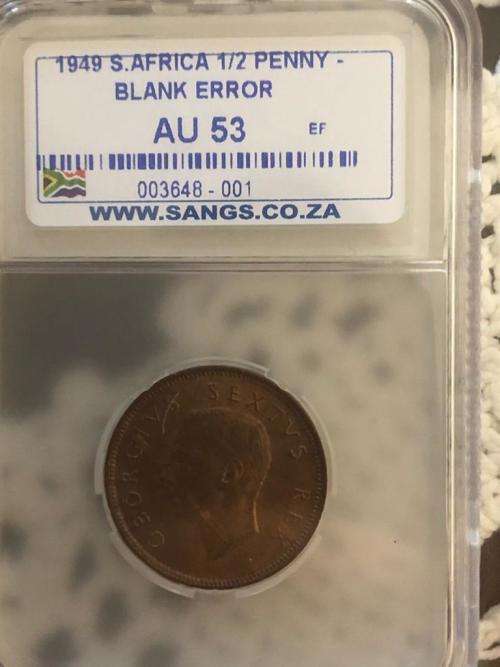 1949 S.AFRICA 1/2 PENNY -
BLANK ERROR
AU 53 EF
003648 - 001
WWW.SANGS.CO.ZA
GEORGIVS SEXTVS REX